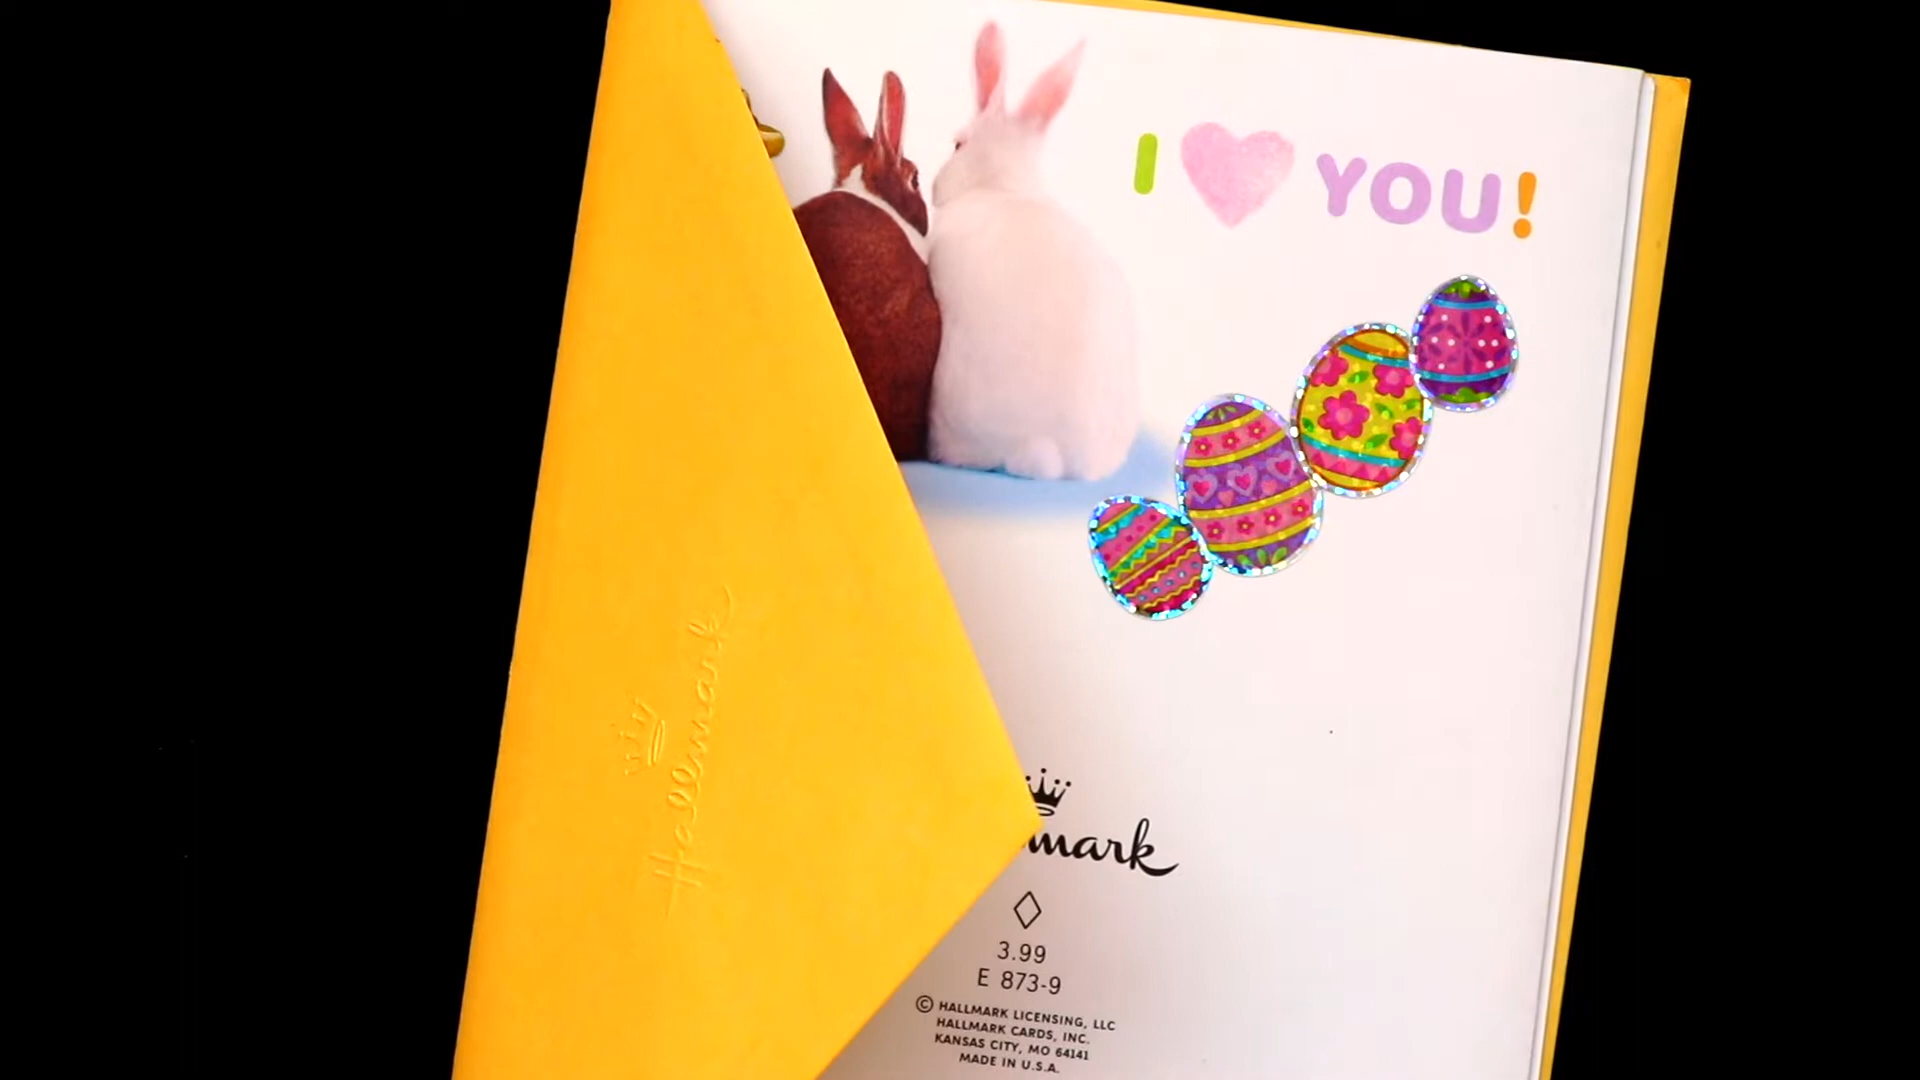 I YOU!
Hallmark
mark
3.99
E 873-9
© HALLMARK LICENSING, LLC
HALLMARK CARDS, INC.
KANSAS CITY, MO 64141
MADE IN U.S.A.